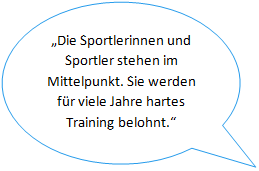 „Die Sportlerinnen und
Sportler stehen im
Mittelpunkt. Sie werden
für viele Jahre hartes
Training belohnt.“